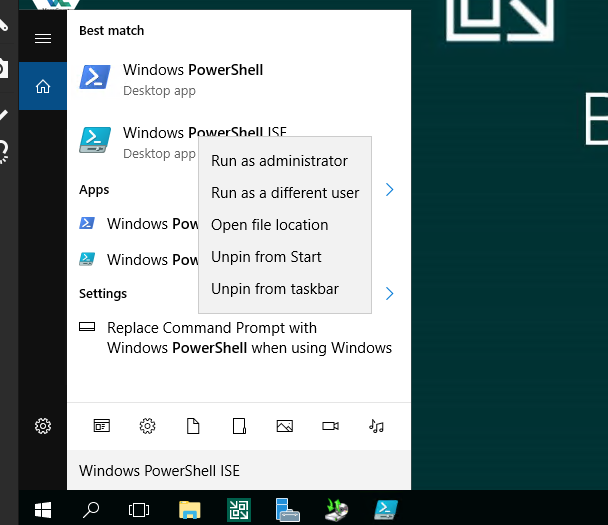 Best match
Windows PowerShell
Desktop app
Windows PowerShell ISE
Desktop app
Run as administrator
Run as a different user
Open file location
Unpin from Start
Unpin from taskbar
Apps
Windows Pow
Windows Pow
Settings
Replace Command Prompt with
Windows PowerShell when using Windows
Windows PowerShell ISE